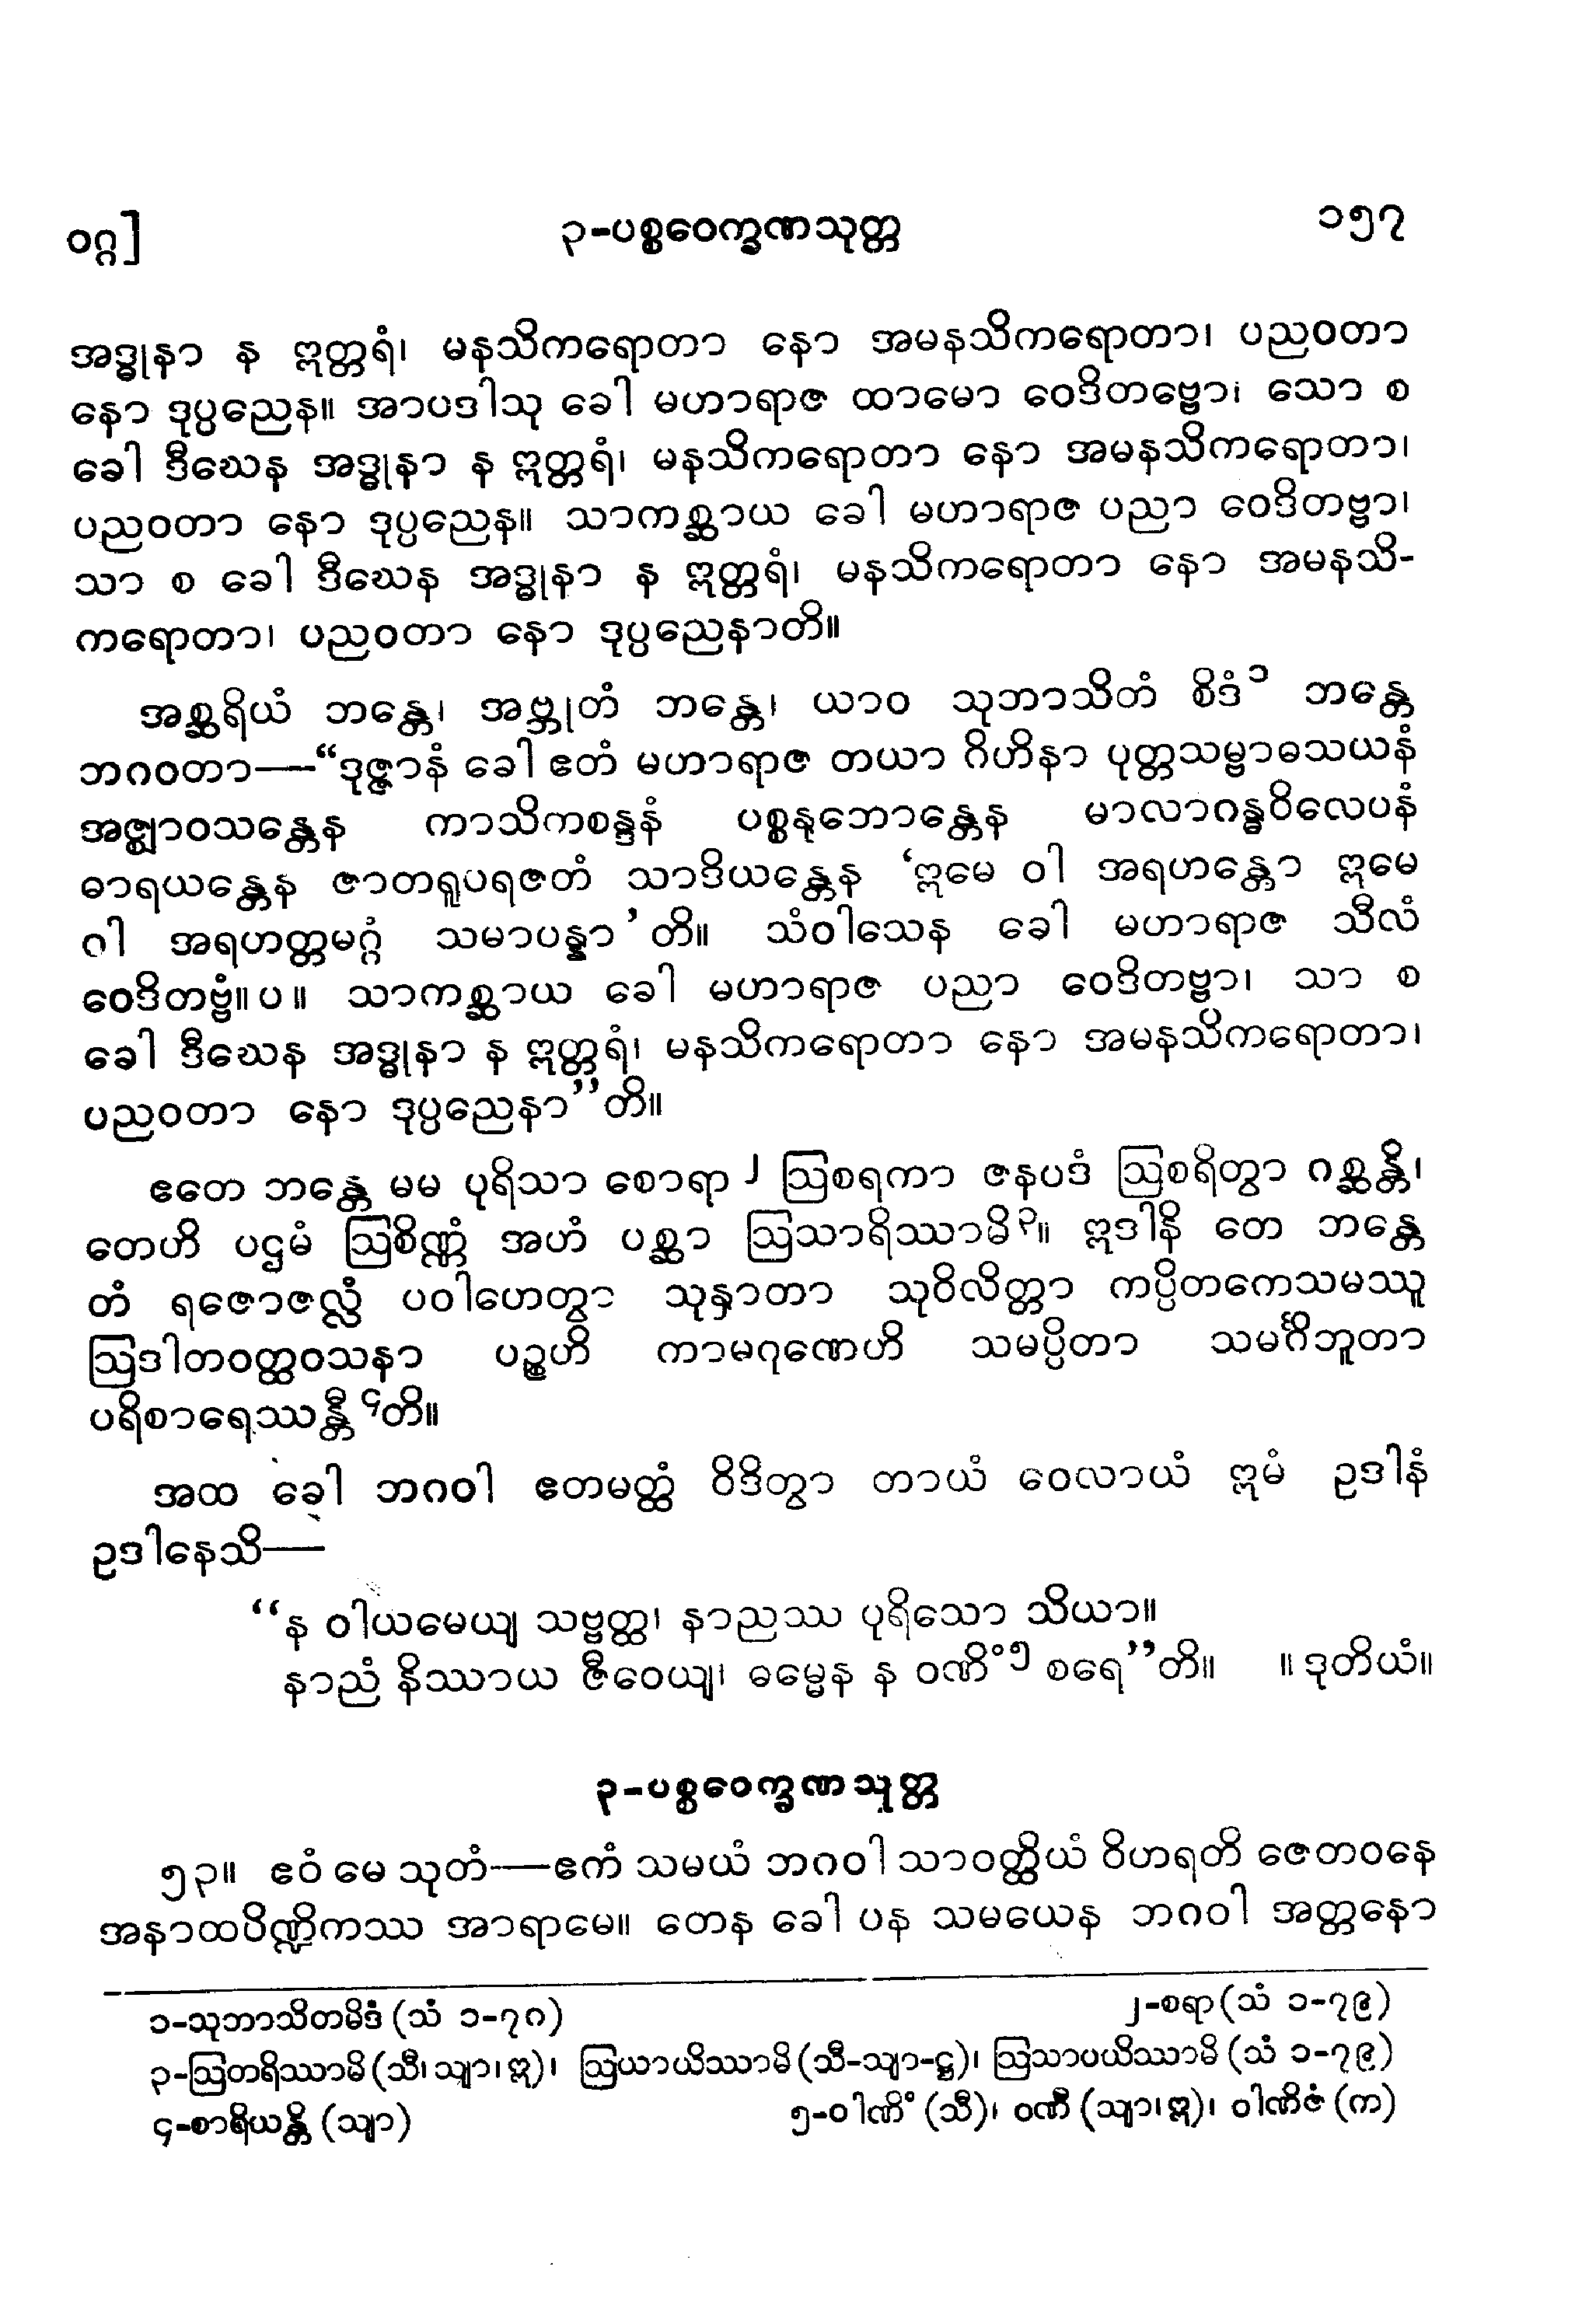 ဝဂ္ဂ] ၃-ပစ္စဝေက္ခဏသုတ္တ ၁၅၇
အဒ္ဓုနာ န ဣတ္တရံ၊ မနသိကရောတာ နော အမနသိကရောတာ၊ ပညဝတာ
နော ဒုပ္ပညေန။ အာပဒါသု ခေါ မဟာရာဇ ထာမော ဝေဒိတဗ္ဗော၊ သော စ
ခေါ ဒီဃေန အဒ္ဓုနာ န ဣတ္တရံ၊ မနသိကရောတာ နော အမနသိကရောတာ၊
ပညဝတာ နော ဒုပ္ပညေန။ သာကစ္ဆာယ ခေါ မဟာရာဇ ပညာ ဝေဒိတဗ္ဗာ၊
သာ စ ခေါ ဒီဃေန အဒ္ဓုနာ န ဣတ္တရံ၊ မနသိကရောတာ နော အမနသိ-
ကရောတာ၊ ပညဝတာ နော ဒုပ္ပညေနာတိ။
အစ္ဆရိယံ ဘန္တေ၊ အဗ္ဘုတံ ဘန္တေ၊ ယာဝ သုဘာသိတံ စိဒံ ၁ ဘန္တေ
ဘဂဝတာ—“ဒုဇ္ဇာနံ ခေါ ဧတံ မဟာရာဇ တယာ ဂိဟိနာ ပုတ္တသမ္ဗာဓသယနံ
အဇ္ဈာဝသန္တေန ကာသိကစန္ဒနံ ပစ္စနုဘောန္တေန မာလာဂန္ဓဝိလေပနံ
ဓာရယန္တေန ဇာတရူပရဇတံ သာဒိယန္တေန ‘ဣမေ ဝါ အရဟန္တော ဣမေ
ဝါ အရဟတ္တမဂ္ဂံ သမာပန္နာ’တိ။ သံဝါသေန ခေါ မဟာရာဇ သီလံ
ဝေဒိတဗ္ဗံ။ ပ ။ သာကစ္ဆာယ ခေါ မဟာရာဇ ပညာ ဝေဒိတဗ္ဗာ၊ သာ စ
ခေါ ဒီဃေန အဒ္ဓုနာ န ဣတ္တရံ၊ မနသိကရောတာ နော အမနသိကရောတာ၊
ပညဝတာ နော ဒုပ္ပညေနာ”တိ။
ဧတေ ဘန္တေ မမ ပုရိသာ စောရာ ၂ ဩစရကာ ဇနပဒံ ဩစရိတွာ ဂစ္ဆန္တိ၊
တေဟိ ပဌမံ ဩစိဏ္ဏံ အဟံ ပစ္ဆာ ဩသာရိဿာမိ ၃။ ဣဒါနိ တေ ဘန္တေ
တံ ရဇောဇလ္လံ ပဝါဟေတွာ သုနှာတာ သုဝိလိတ္တာ ကပ္ပိတကေသမဿူ
ဩဒါတဝတ္ထဝသနာ ပဉ္စဟိ ကာမဂုဏေဟိ သမပ္ပိတာ သမင်္ဂီဘူတာ
ပရိစာရေဿန္တီ ၄တိ။
အထ ခေါ ဘဂဝါ ဧတမတ္ထံ ဝိဒိတွာ တာယံ ဝေလာယံ ဣမံ ဥဒါနံ
ဥဒါနေသိ—
“န ဝါယမေယျ သဗ္ဗတ္ထ၊ နာညဿ ပုရိသော သိယာ။
နာညံ နိဿာယ ဇီဝေယျ၊ ဓမ္မေန န ဝဏိံ ၅ စရေ”တိ။ ။ ဒုတိယံ။
၃-ပစ္စဝေက္ခဏသုတ္တ
၅၃။ ဧဝံ မေ သုတံ—ဧကံ သမယံ ဘဂဝါ သာဝတ္ထိယံ ဝိဟရတိ ဇေတဝနေ
အနာထပိဏ္ဍိကဿ အာရာမေ။ တေန ခေါ ပန သမယေန ဘဂဝါ အတ္တနော
၁-သုဘာသိတမိဒံ (သံ ၁-၇၈) ၂-စရာ (သံ ၁-၇၉)
၃-ဩတရိဿာမိ (သီ၊ သျာ၊ ဣ)၊ ဩယာယိဿာမိ (သီ-သျာ-ဋ္ဌ)၊ ဩသာပယိဿာမိ (သံ ၁-၇၉)
၄-စာရိယန္တိ (သျာ) ၅-ဝါဏိံ (သီ)၊ ဝဏီ (သျာ၊ ဣ)၊ ဝါဏိဇံ (က)